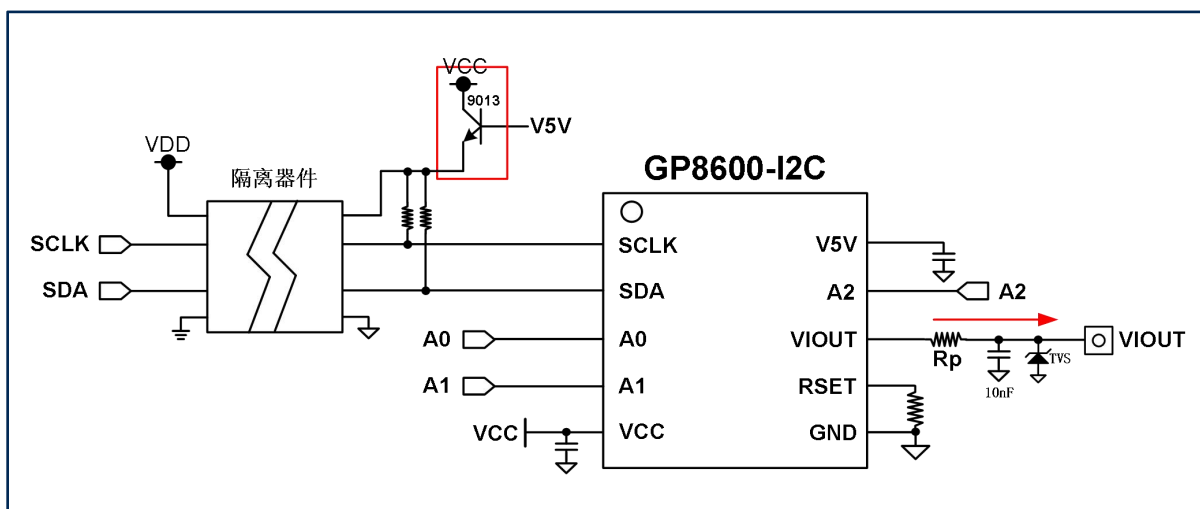 VCC
9013
V5V
VDD
隔离器件
GP8600-I2C
SCLK
SCLK
V5V
SDA
SDA
A2
A2
A0
A0
VIOUT
Rp
TVS
VIOUT
10nF
A1
A1
RSET
VCC
VCC
GND